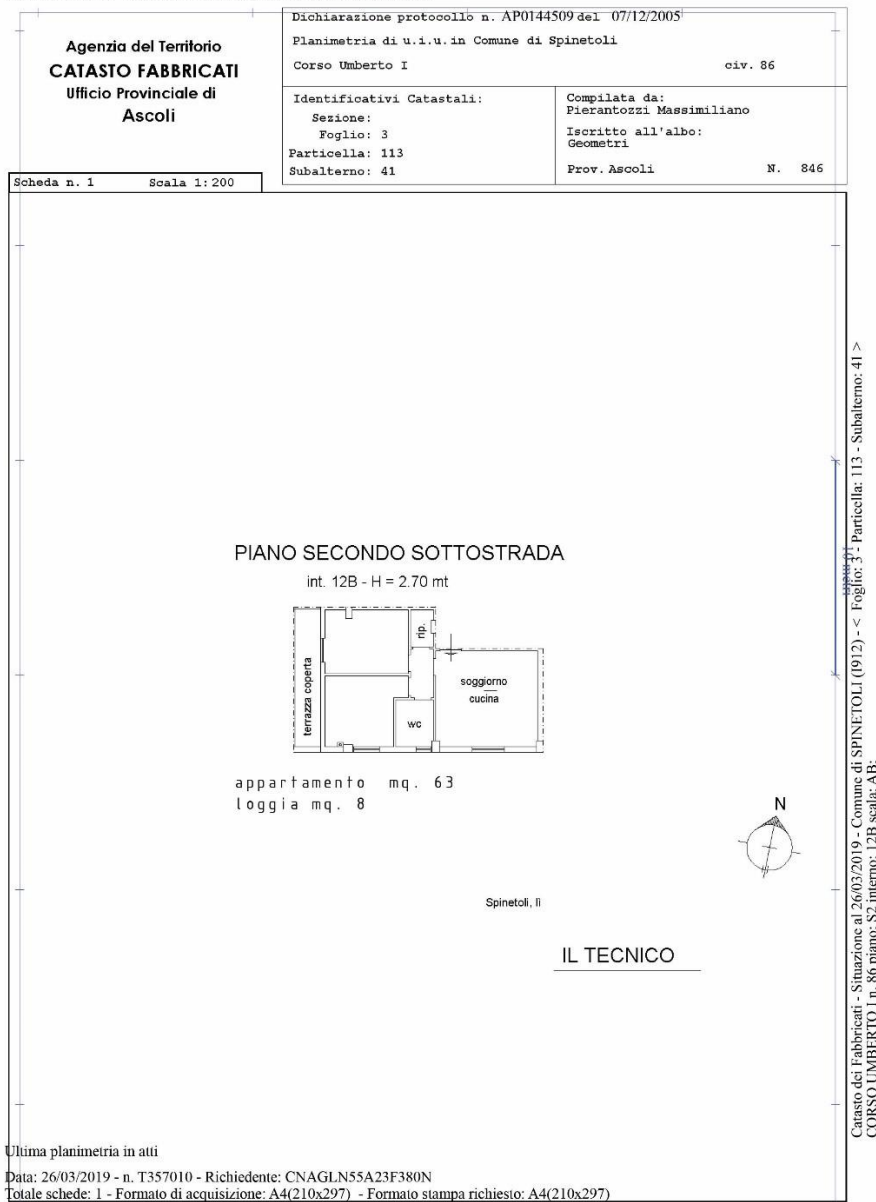 Agenzia del Territorio
CATASTO FABBRICATI
Ufficio Provinciale di
Ascoli
Scheda n. 1 Scala 1:200
Dichiarazione protocollo n. AP0144509 del 07/12/2005
Planimetria di u.i.u. in Comune di Spinetoli
Corso Umberto I civ. 86
Identificativi Catastali:
Sezione:
Foglio: 3
Particella: 113
Subalterno: 41
Compilata da:
Pierantozzi Massimiliano
Iscritto all'albo:
Geometri
Prov. Ascoli N. 846
PIANO SECONDO SOTTOSTRADA
int. 12B - H = 2.70 mt
terrazza coperta
rip.
soggiorno
cucina
wc
appartamento mq. 63
loggia mq. 8
N
Spinetoli, lì
IL TECNICO
10 metri
Catasto dei Fabbricati - Situazione al 26/03/2019 - Comune di SPINETOLI (I912) - < Foglio: 3 - Particella: 113 - Subalterno: 41 >
CORSO UMBERTO I n. 86 piano: S2 interno: 12B scala: AB;
Ultima planimetria in atti
Data: 26/03/2019 - n. T357010 - Richiedente: CNAGLN55A23F380N
Totale schede: 1 - Formato di acquisizione: A4(210x297) - Formato stampa richiesto: A4(210x297)